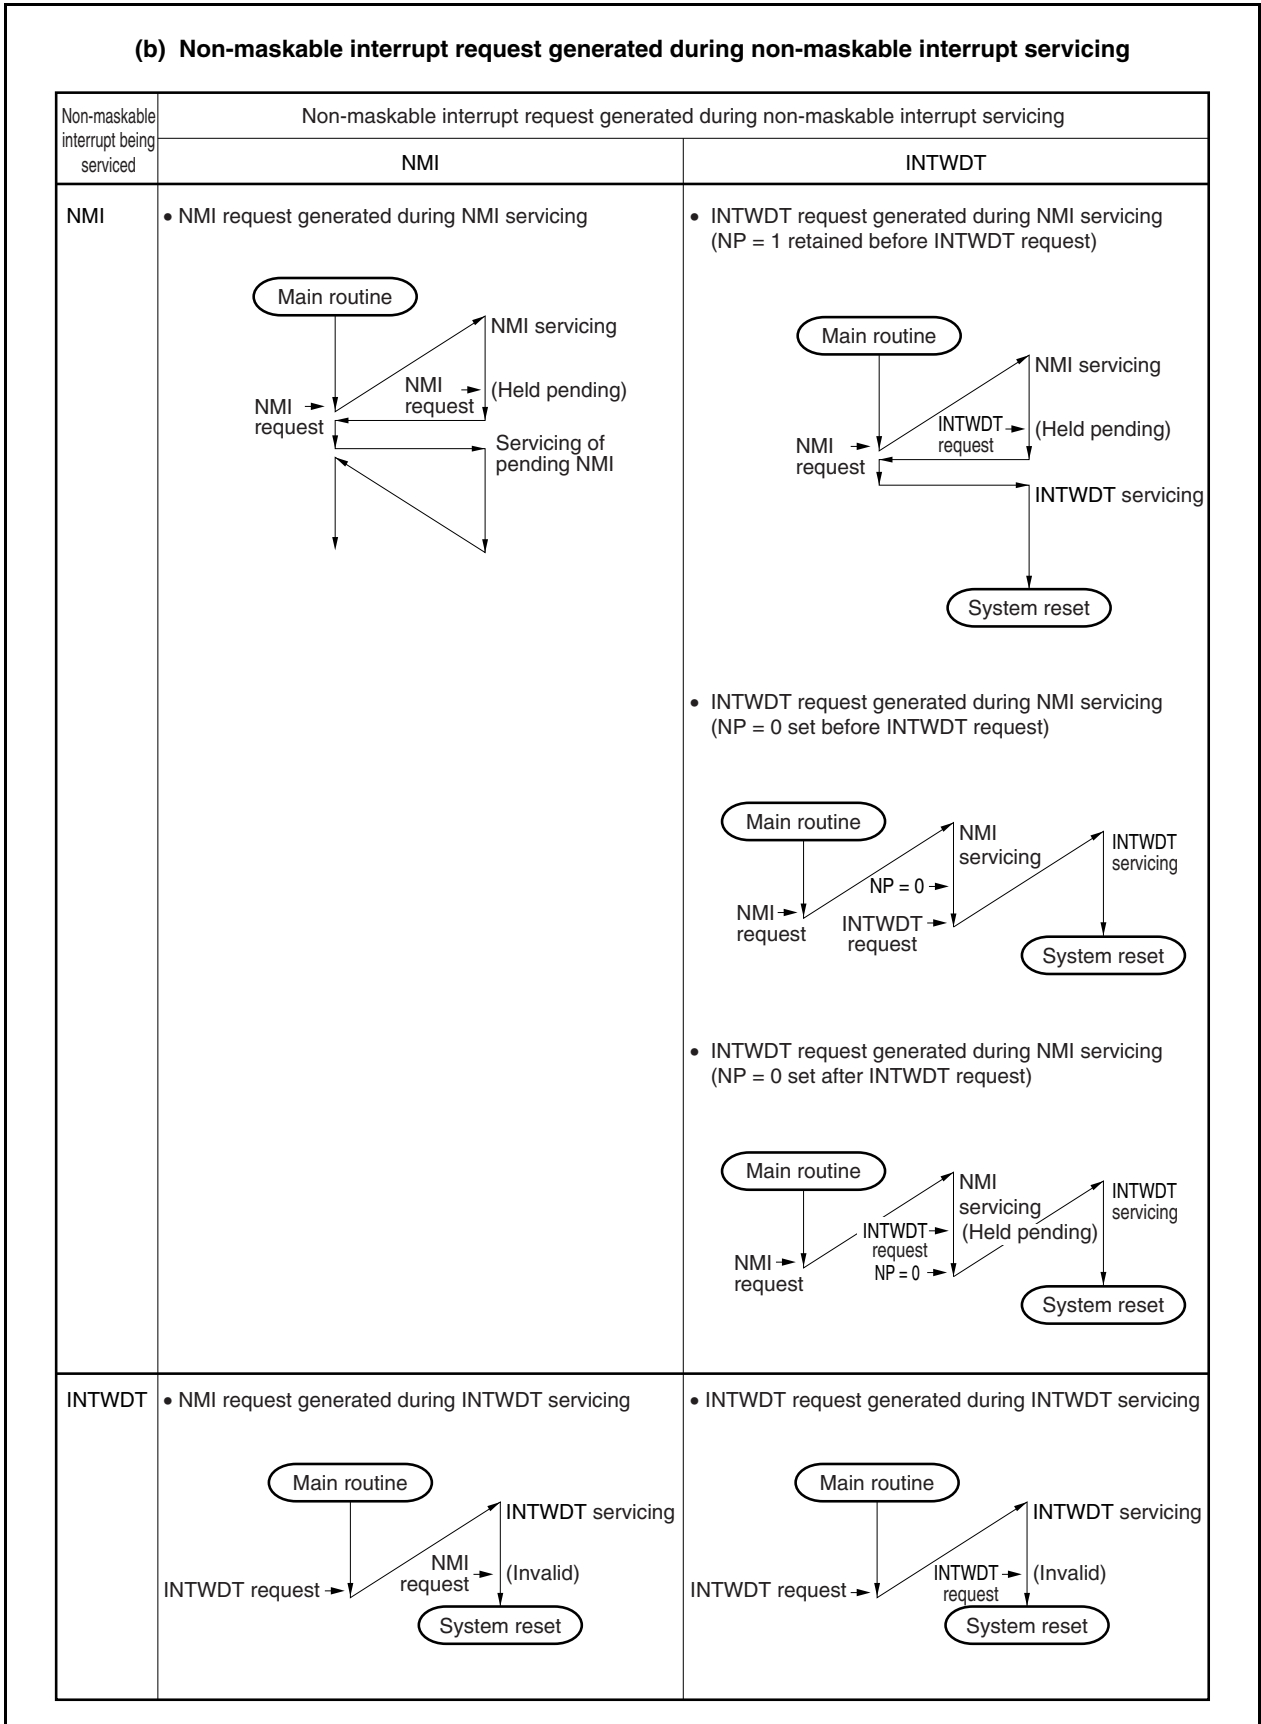 (b) Non-maskable interrupt request generated during non-maskable interrupt servicing
Non-maskable
interrupt being
serviced
Non-maskable interrupt request generated during non-maskable interrupt servicing
NMI
INTWDT
NMI
• NMI request generated during NMI servicing
Main routine
NMI servicing
NMI
request
(Held pending)
NMI
request
Servicing of
pending NMI
• INTWDT request generated during NMI servicing
(NP = 1 retained before INTWDT request)
Main routine
NMI servicing
INTWDT
request
(Held pending)
NMI
request
INTWDT servicing
System reset
• INTWDT request generated during NMI servicing
(NP = 0 set before INTWDT request)
Main routine
NMI
servicing
INTWDT
servicing
NP = 0
NMI
request
INTWDT
request
System reset
• INTWDT request generated during NMI servicing
(NP = 0 set after INTWDT request)
Main routine
NMI
servicing
INTWDT
servicing
INTWDT
request
(Held pending)
NMI
request
NP = 0
System reset
INTWDT
• NMI request generated during INTWDT servicing
Main routine
INTWDT servicing
NMI
request
(Invalid)
INTWDT request
System reset
• INTWDT request generated during INTWDT servicing
Main routine
INTWDT servicing
INTWDT
request
(Invalid)
INTWDT request
System reset